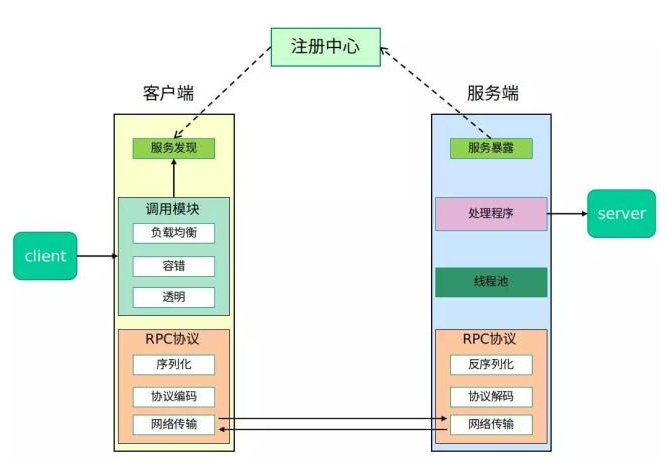 注册中心
客户端
服务端
服务发现
服务暴露
调用模块
负载均衡
容错
透明
处理程序
线程池
client
server
RPC协议
序列化
协议编码
网络传输
RPC协议
反序列化
协议解码
网络传输